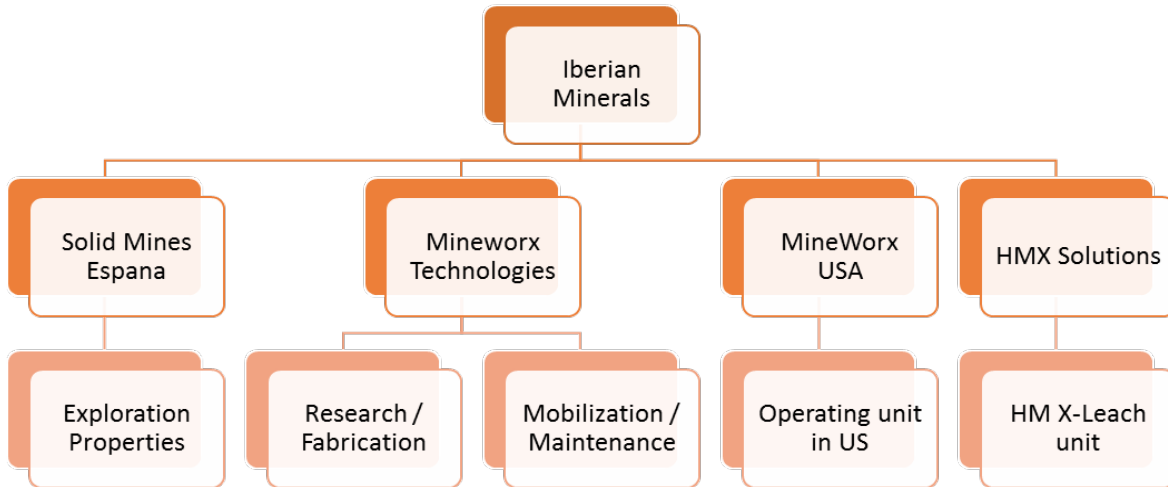 Iberian
Minerals
Solid Mines
Espana
Mineworx
Technologies
MineWorx
USA
HMX Solutions
Exploration
Properties
Research /
Fabrication
Mobilization /
Maintenance
Operating unit
in US
HM X-Leach
unit